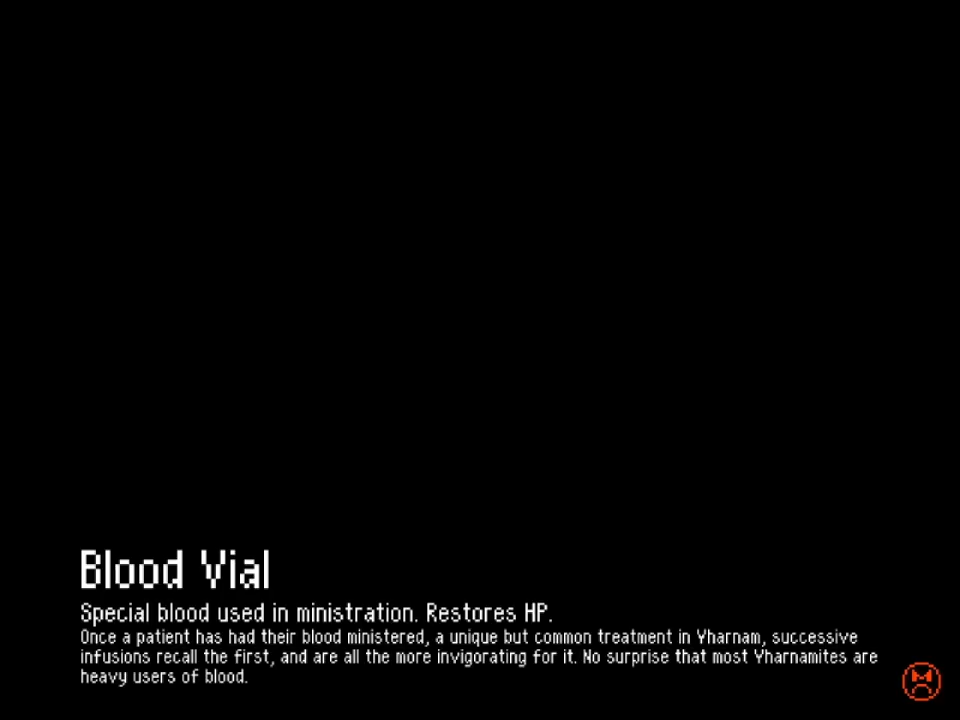 Blood Vial
Special blood used in ministration. Restores HP.
Once a patient has had their blood ministered, a unique but common treatment in Yharnam, successive
infusions recall the first, and are all the more invigorating for it. No surprise that most Yharnamites are
heavy users of blood.